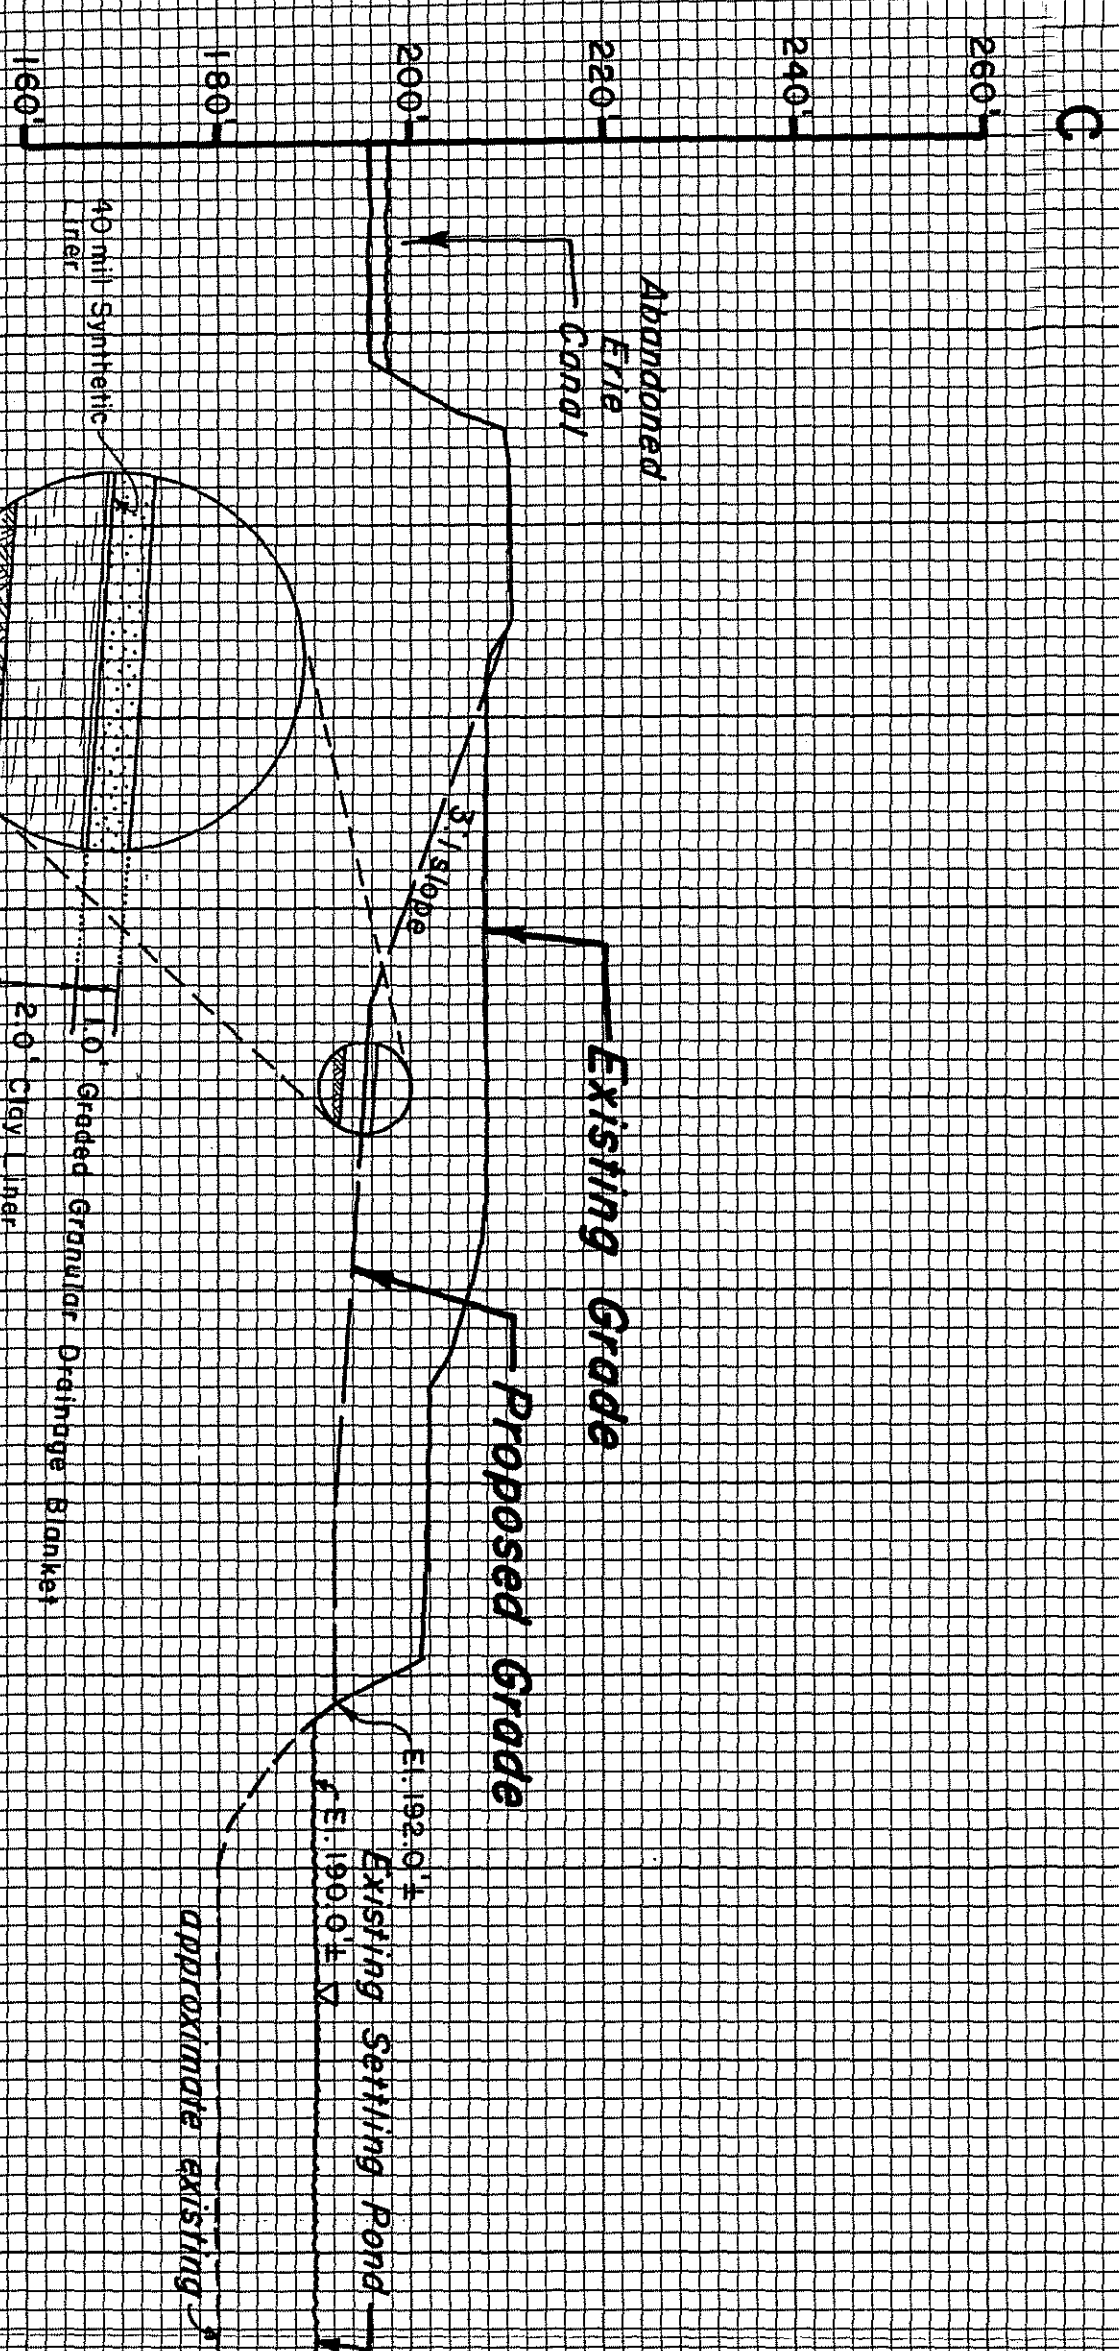 C
260'
240'
220'
200'
180'
160'
Abandoned
Erie
Canal
3:1 slope
Existing Grade
Proposed Grade
El. 192.0'±
El. 190.0'±
Existing Settling Pond
approximate existing
40 mil Synthetic
Liner
1.0' Graded Granular Drainage Blanket
2.0' Clay Liner